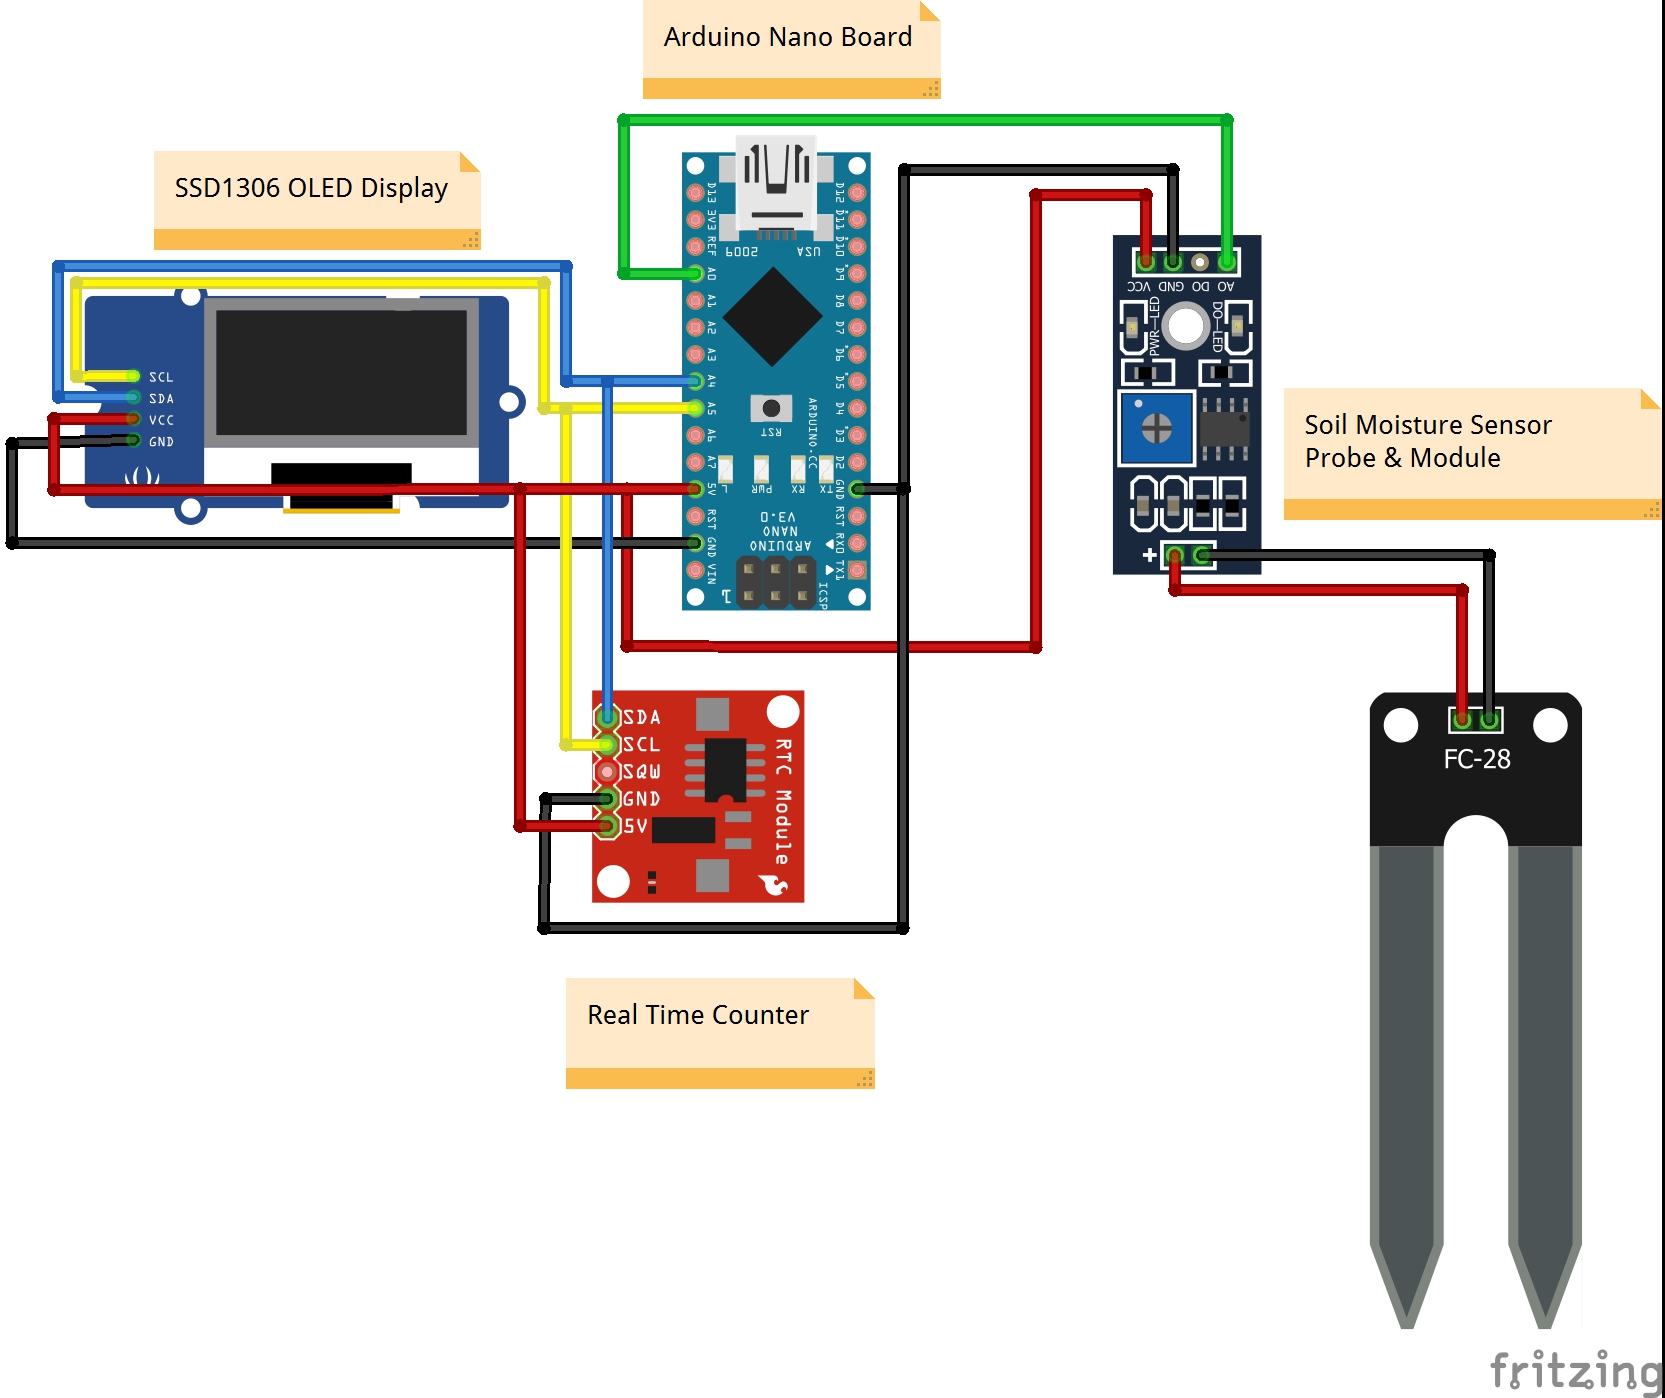 Arduino Nano Board
SSD1306 OLED Display
SCL
SDA
VCC
GND
D13
3V3
REF
A0
A1
A2
A3
A4
A5
A6
A7
5V
RST
GND
VIN
D12
D11
D10
D9
D8
D7
D6
D5
D4
D3
D2
GND
RST
RX0
TX1
2009
USA
RST
ARDUINO.CC
L
PWR
RX
TX
V3.0
NANO
ARDUINO
1
ICSP
VCC
GND
DO
AO
PWR-LED
DO-LED
+
Soil Moisture Sensor
Probe & Module
SDA
SCL
SQW
GND
5V
RTC Module
FC-28
Real Time Counter
fritzing